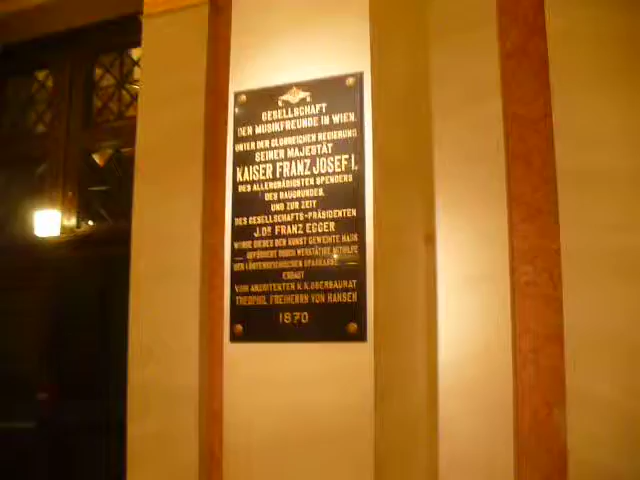 GESELLSCHAFT
DER MUSIKFREUNDE IN WIEN.
UNTER DER GLORREICHEN REGIERUNG
SEINER MAJESTÄT
KAISER FRANZ JOSEF I.
DES ALLERGNÄDIGSTEN SPENDERS
DES BAUGRUNDES,
UND ZUR ZEIT
DES GESELLSCHAFTS-PRÄSIDENTEN
J. DR FRANZ EGGER
WURDE DIESES DER KUNST GEWEIHTE HAUS
GEFÖRDERT DURCH WERKTÄTIGE MITHILFE
DER I. ÖSTERREICHISCHEN SPARKASSE
ERBAUT
VOM ARCHITEKTEN K. K. OBERBAURAT
THEOPHIL FREIHERRN VON HANSEN
1870